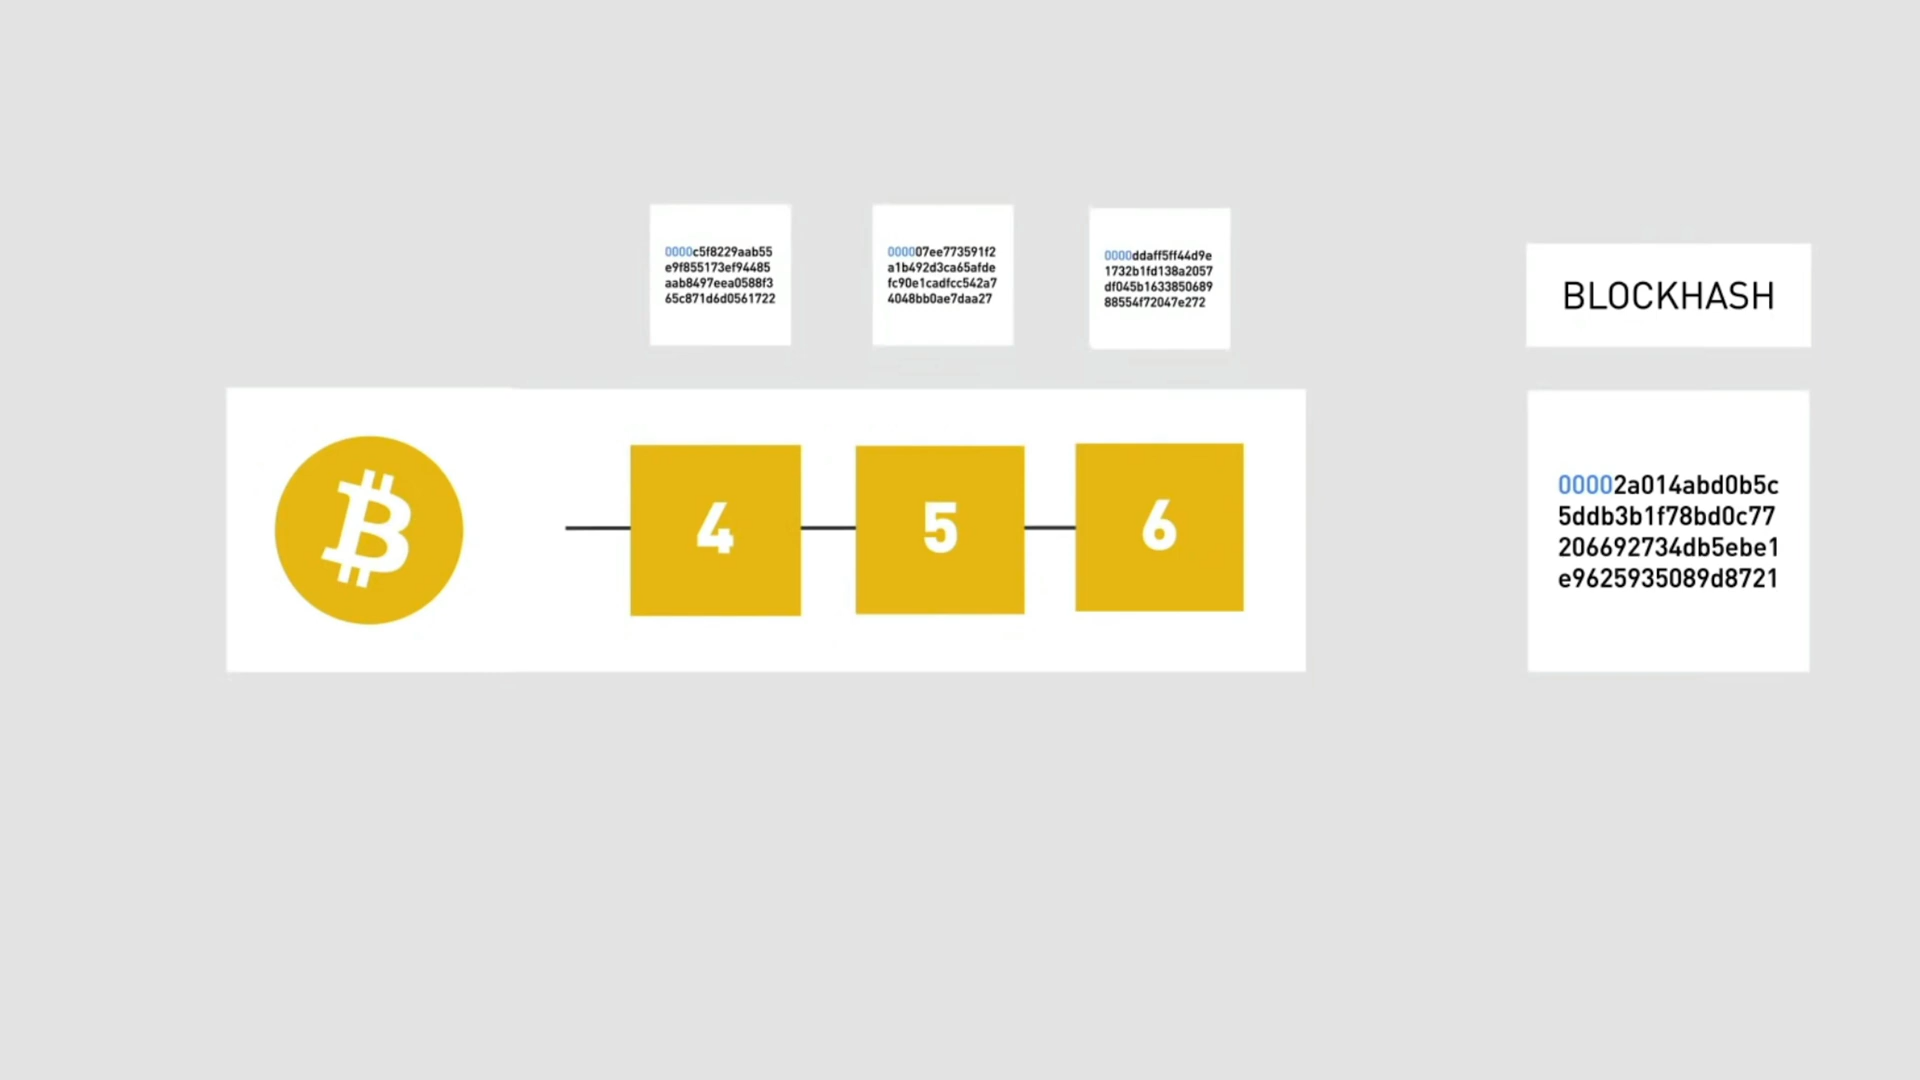 0000c5f8229aab55
e9f855173ef94485
aab8497eea0588f3
65c871d6d0561722
000007ee773591f2
a1b492d3ca65afde
fc90e1cadfcc542a7
4048bb0ae7daa27
0000ddaff5ff44d9e
1732b1fd138a2057
df045b1633850689
88554f72047e272
BLOCKHASH
4
5
6
00002a014abd0b5c
5ddb3b1f78bd0c77
206692734db5ebe1
e9625935089d8721